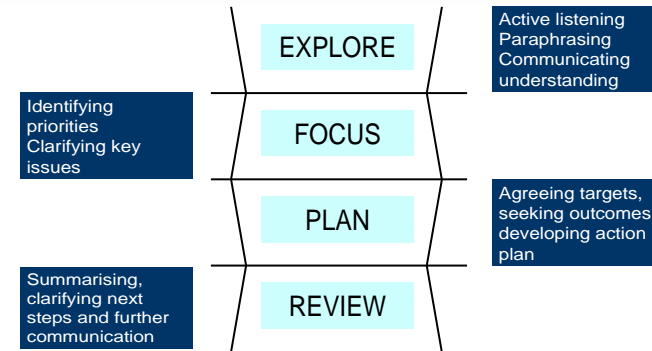 EXPLORE
Active listening
Paraphrasing
Communicating
understanding
Identifying
priorities
Clarifying key
issues
FOCUS
PLAN
Agreeing targets,
seeking outcomes
developing action
plan
Summarising,
clarifying next
steps and further
communication
REVIEW